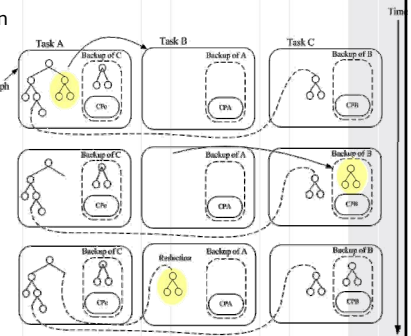 n
Time
Task A
Task B
Task C
Backup of C
Backup of A
Backup of B
ph
CPc
CPA
CPB
Backup of C
Backup of A
Backup of B
CPc
CPA
CPB
Backup of C
Backup of A
Backup of B
Reduction
CPc
CPA
CPB